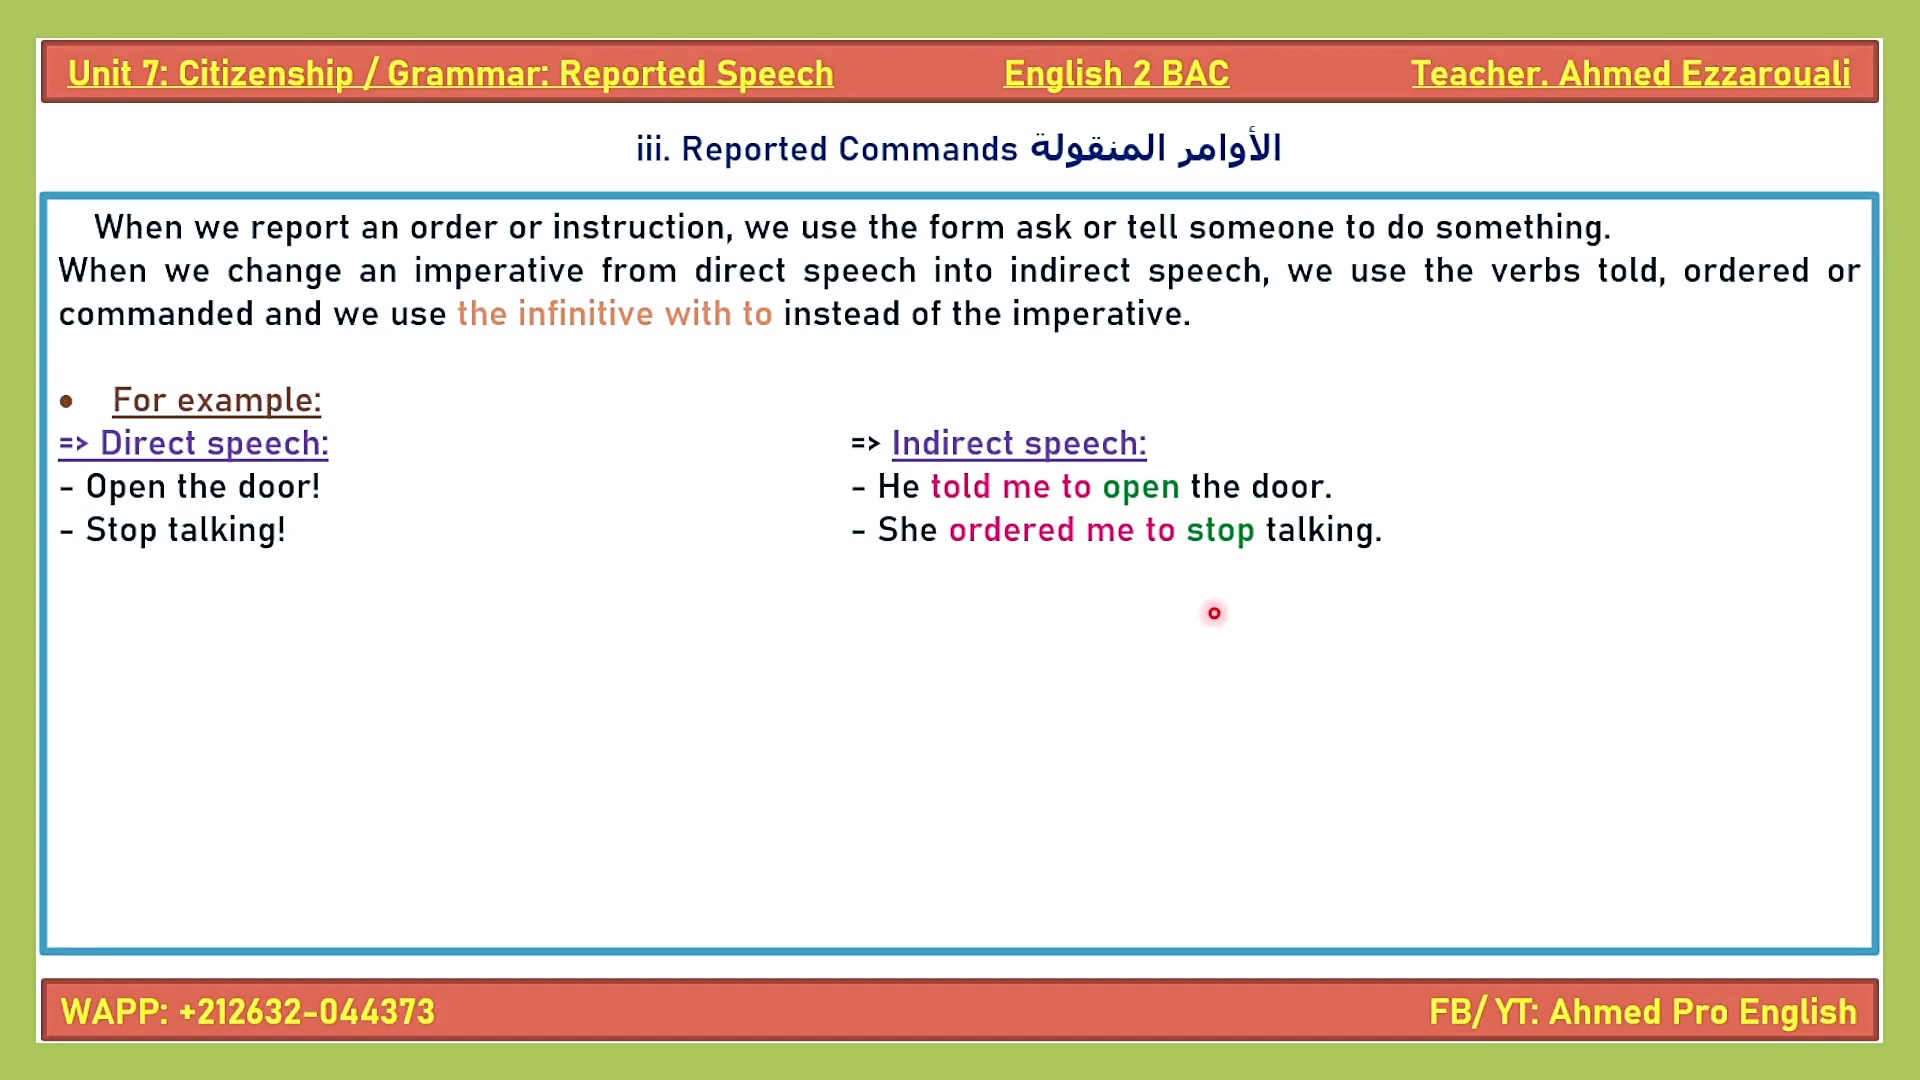 Unit 7: Citizenship / Grammar: Reported Speech English 2 BAC Teacher. Ahmed Ezzarouali
iii. Reported Commands الأوامر المنقولة
When we report an order or instruction, we use the form ask or tell someone to do something.
When we change an imperative from direct speech into indirect speech, we use the verbs told, ordered or
commanded and we use the infinitive with to instead of the imperative.
• For example:
=> Direct speech: => Indirect speech:
- Open the door! - He told me to open the door.
- Stop talking! - She ordered me to stop talking.
WAPP: +212632-044373 FB/ YT: Ahmed Pro English